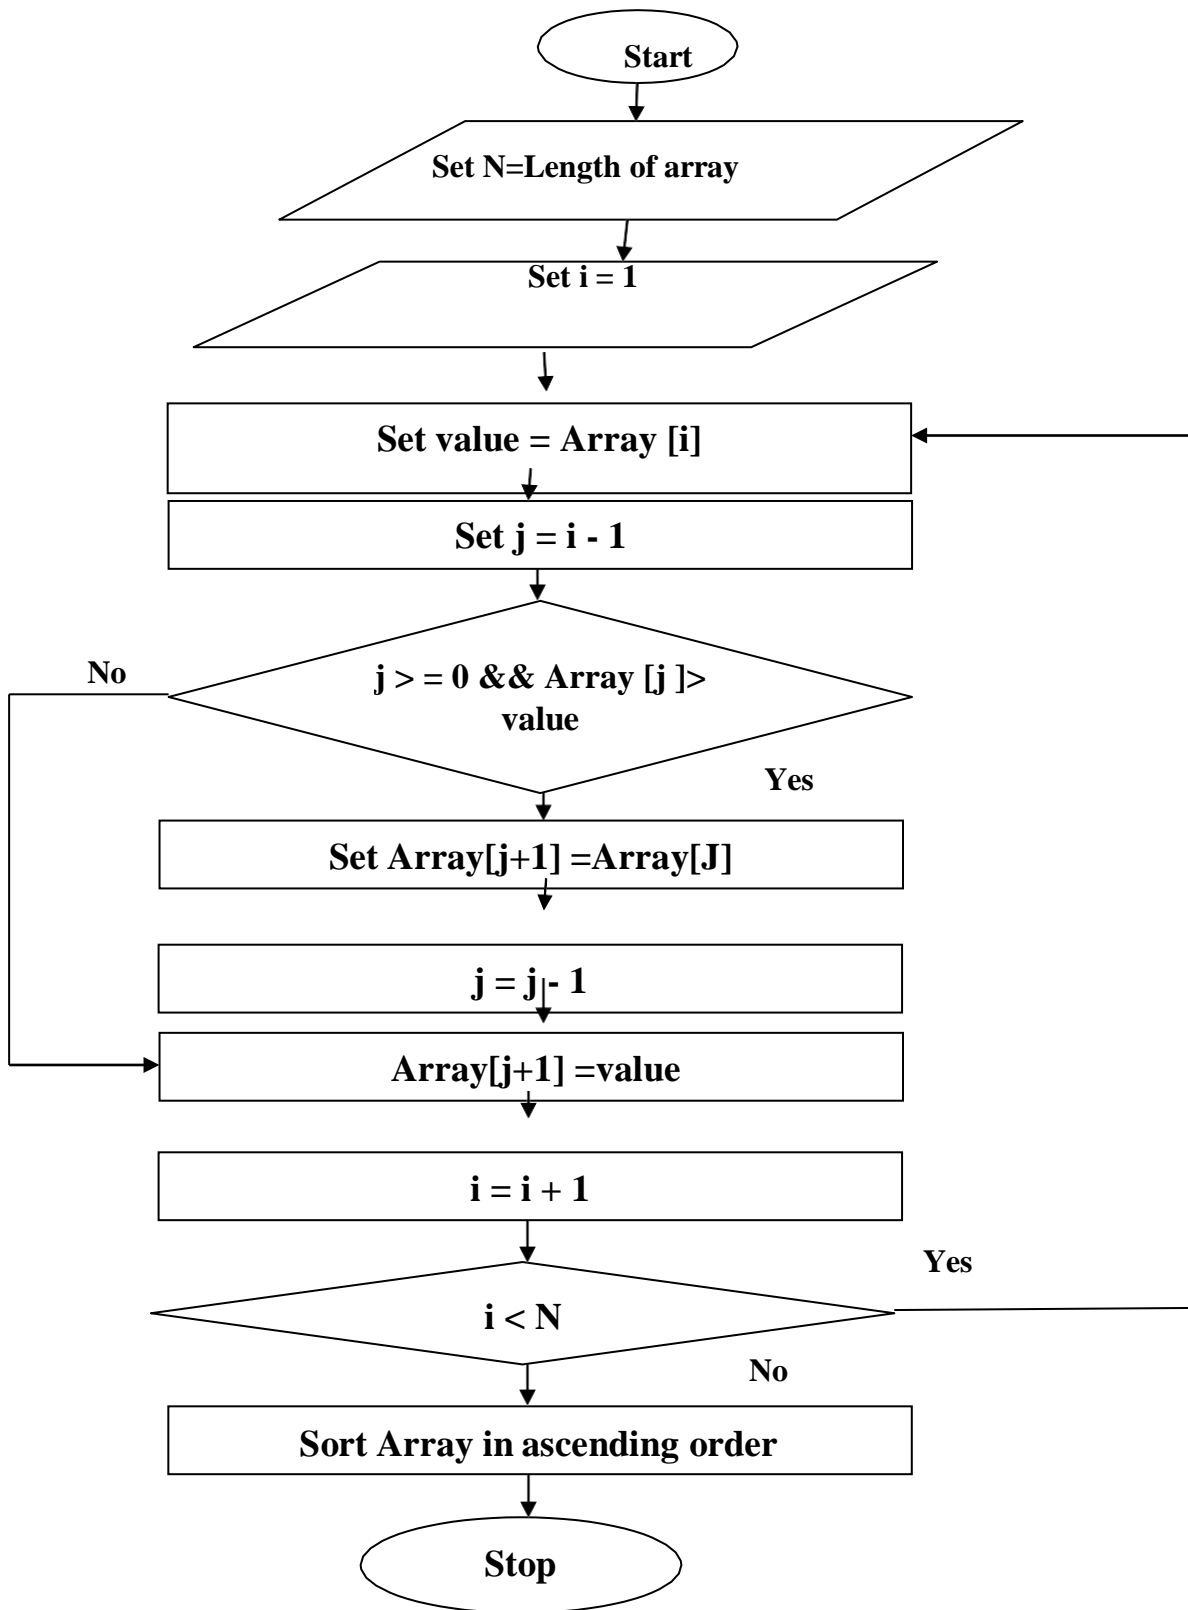 Start
Set N=Length of array
Set i = 1
Set value = Array [i]
Set j = i - 1
No
j > = 0 && Array [j ]>
value
Yes
Set Array[j+1] =Array[J]
j = j - 1
Array[j+1] =value
i = i + 1
Yes
i < N
No
Sort Array in ascending order
Stop